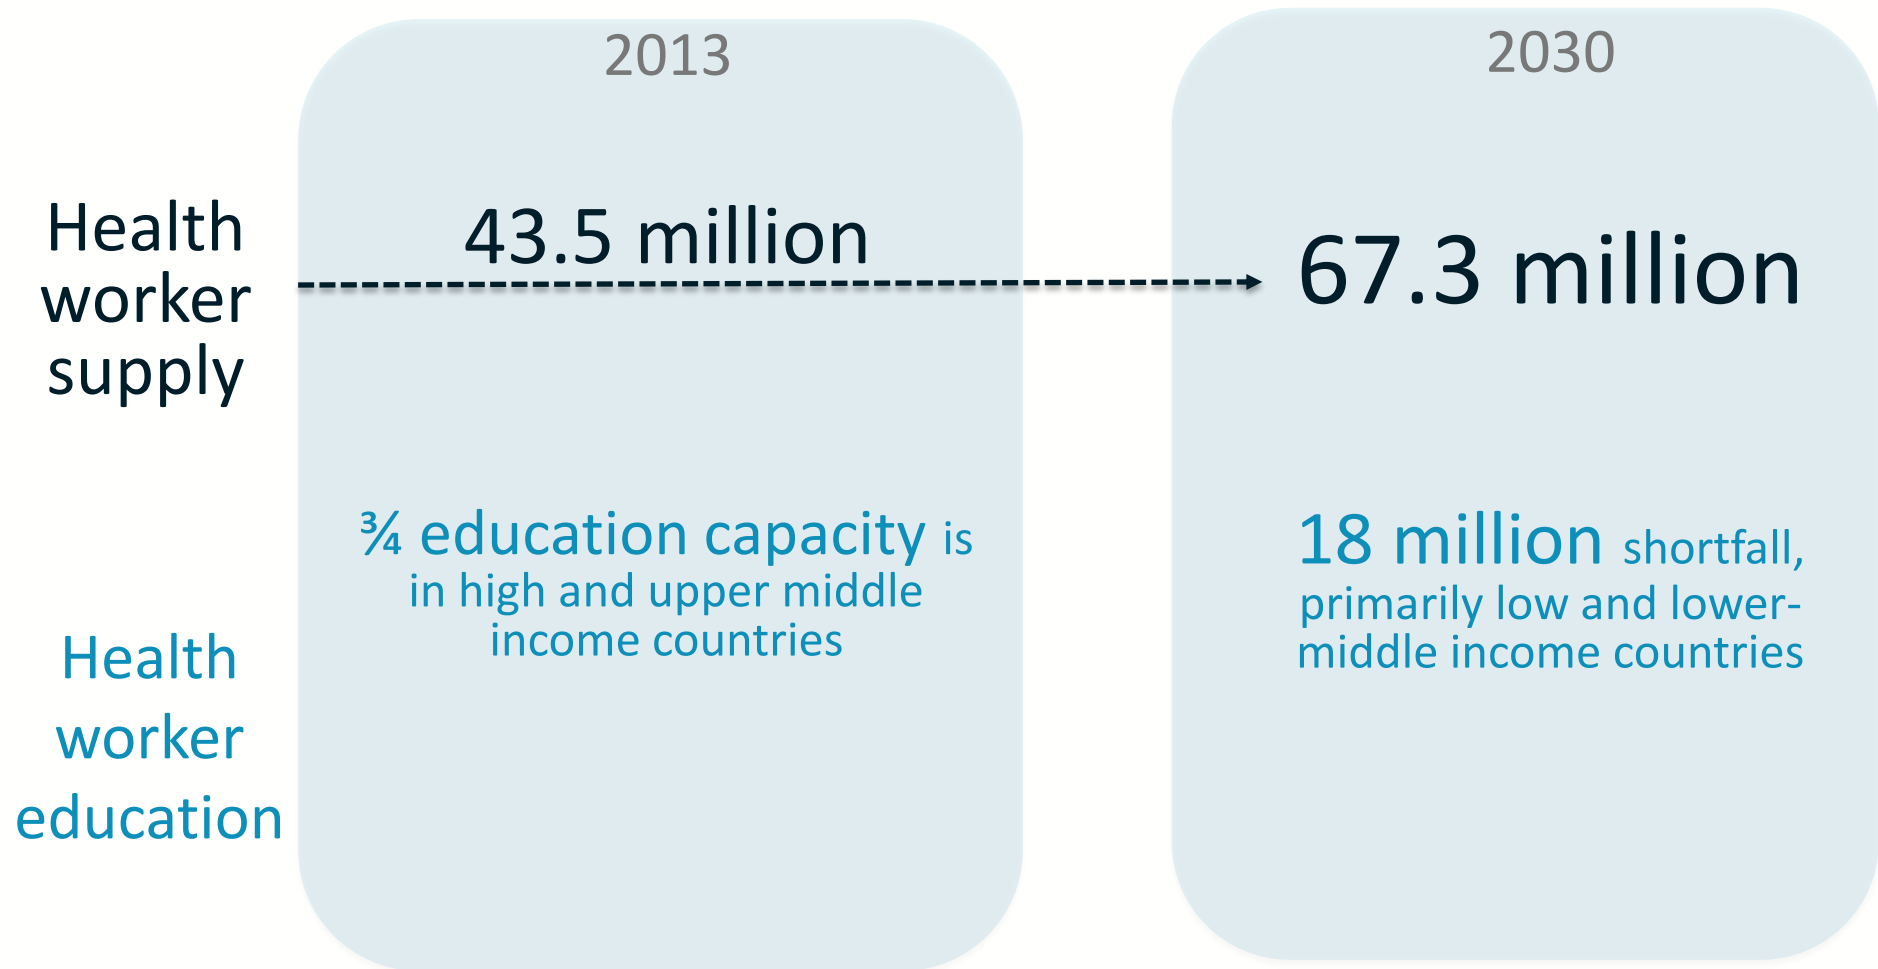 2013
2030
Health
worker
supply
43.5 million
67.3 million
Health
worker
education
¾ education capacity is
in high and upper middle
income countries
18 million shortfall,
primarily low and lower-
middle income countries